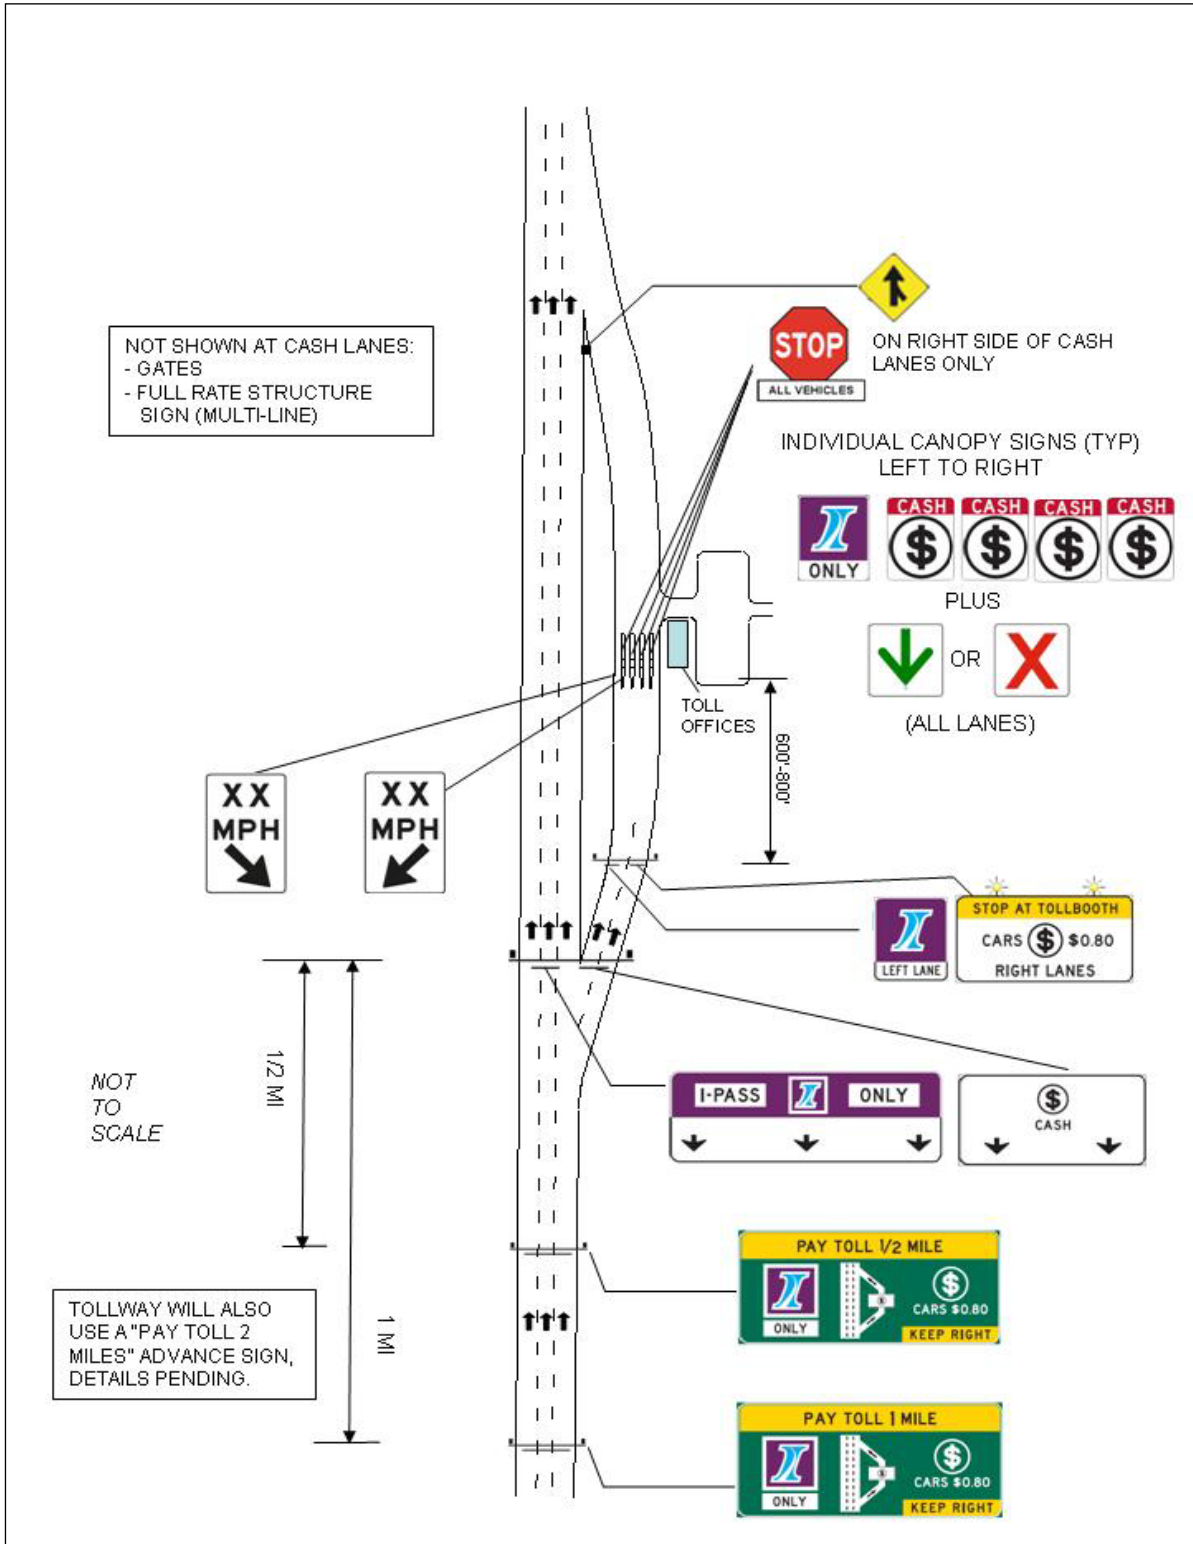 NOT SHOWN AT CASH LANES:
- GATES
- FULL RATE STRUCTURE
SIGN (MULTI-LINE)
STOP
ALL VEHICLES
ON RIGHT SIDE OF CASH
LANES ONLY
INDIVIDUAL CANOPY SIGNS (TYP)
LEFT TO RIGHT
ONLY
CASH
$
CASH
$
CASH
$
CASH
$
PLUS
OR
X
(ALL LANES)
TOLL
OFFICES
600'-800'
XX
MPH
XX
MPH
LEFT LANE
STOP AT TOLLBOOTH
CARS $ $0.80
RIGHT LANES
1/2 MI
NOT
TO
SCALE
I-PASS ONLY
$
CASH
PAY TOLL 1/2 MILE
ONLY
$
$
CARS $0.80
KEEP RIGHT
TOLLWAY WILL ALSO
USE A "PAY TOLL 2
MILES" ADVANCE SIGN,
DETAILS PENDING.
1 MI
PAY TOLL 1 MILE
ONLY
$
$
CARS $0.80
KEEP RIGHT